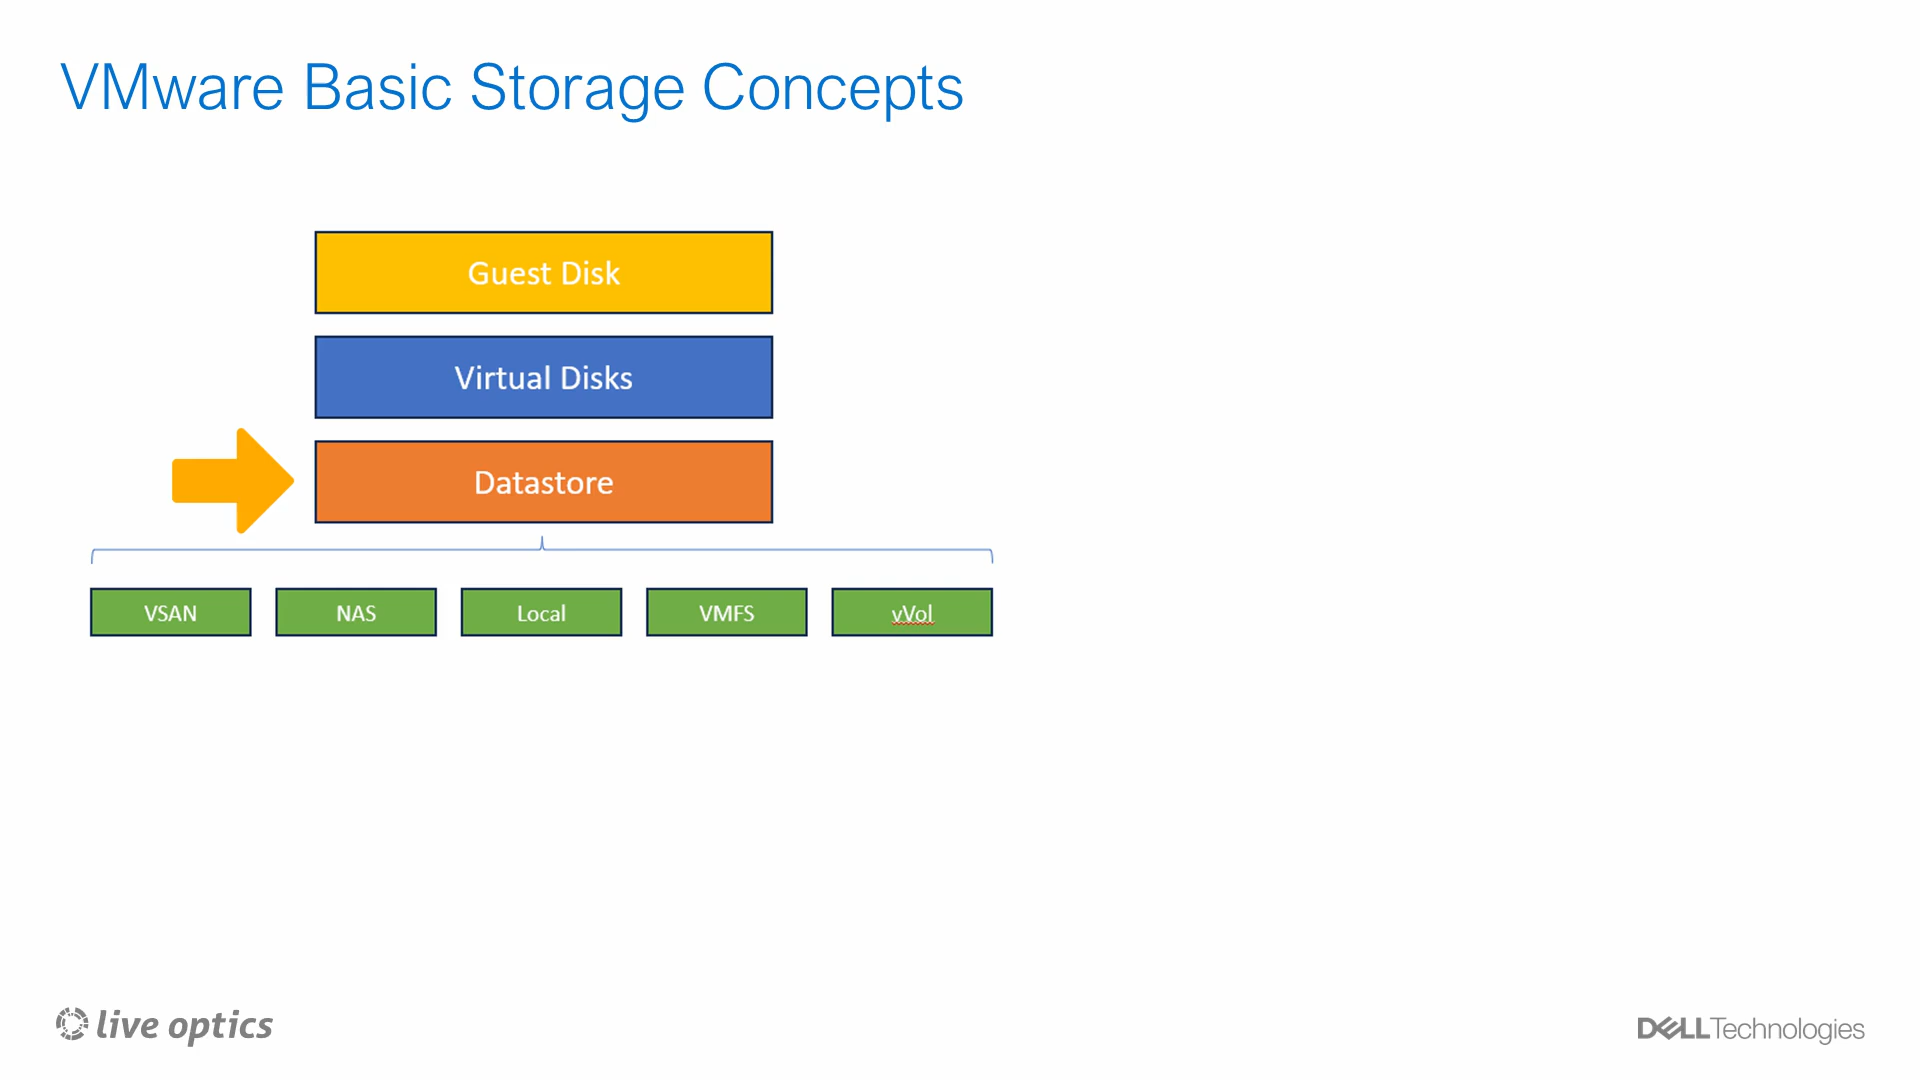 VMware Basic Storage Concepts
Guest Disk
Virtual Disks
Datastore
VSAN NAS Local VMFS vVol
live optics
DELLTechnologies